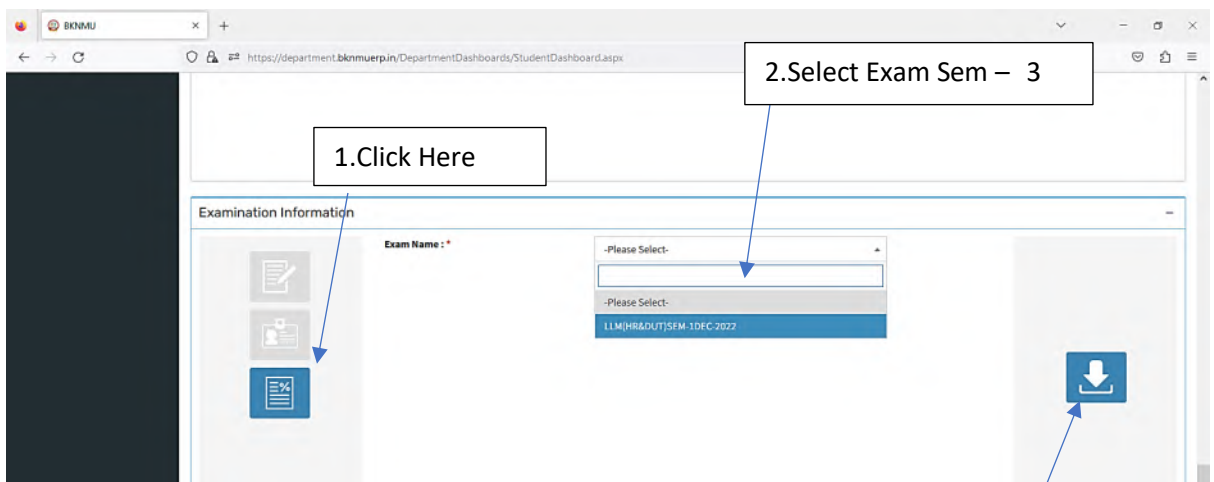 BKNMU
https://department.bknmuerp.in/DepartmentDashboards/StudentDashboard.aspx
2.Select Exam Sem – 3
1.Click Here
Examination Information
Exam Name : *
-Please Select-
-Please Select-
LLM(HR&DUT)SEM-1DEC-2022